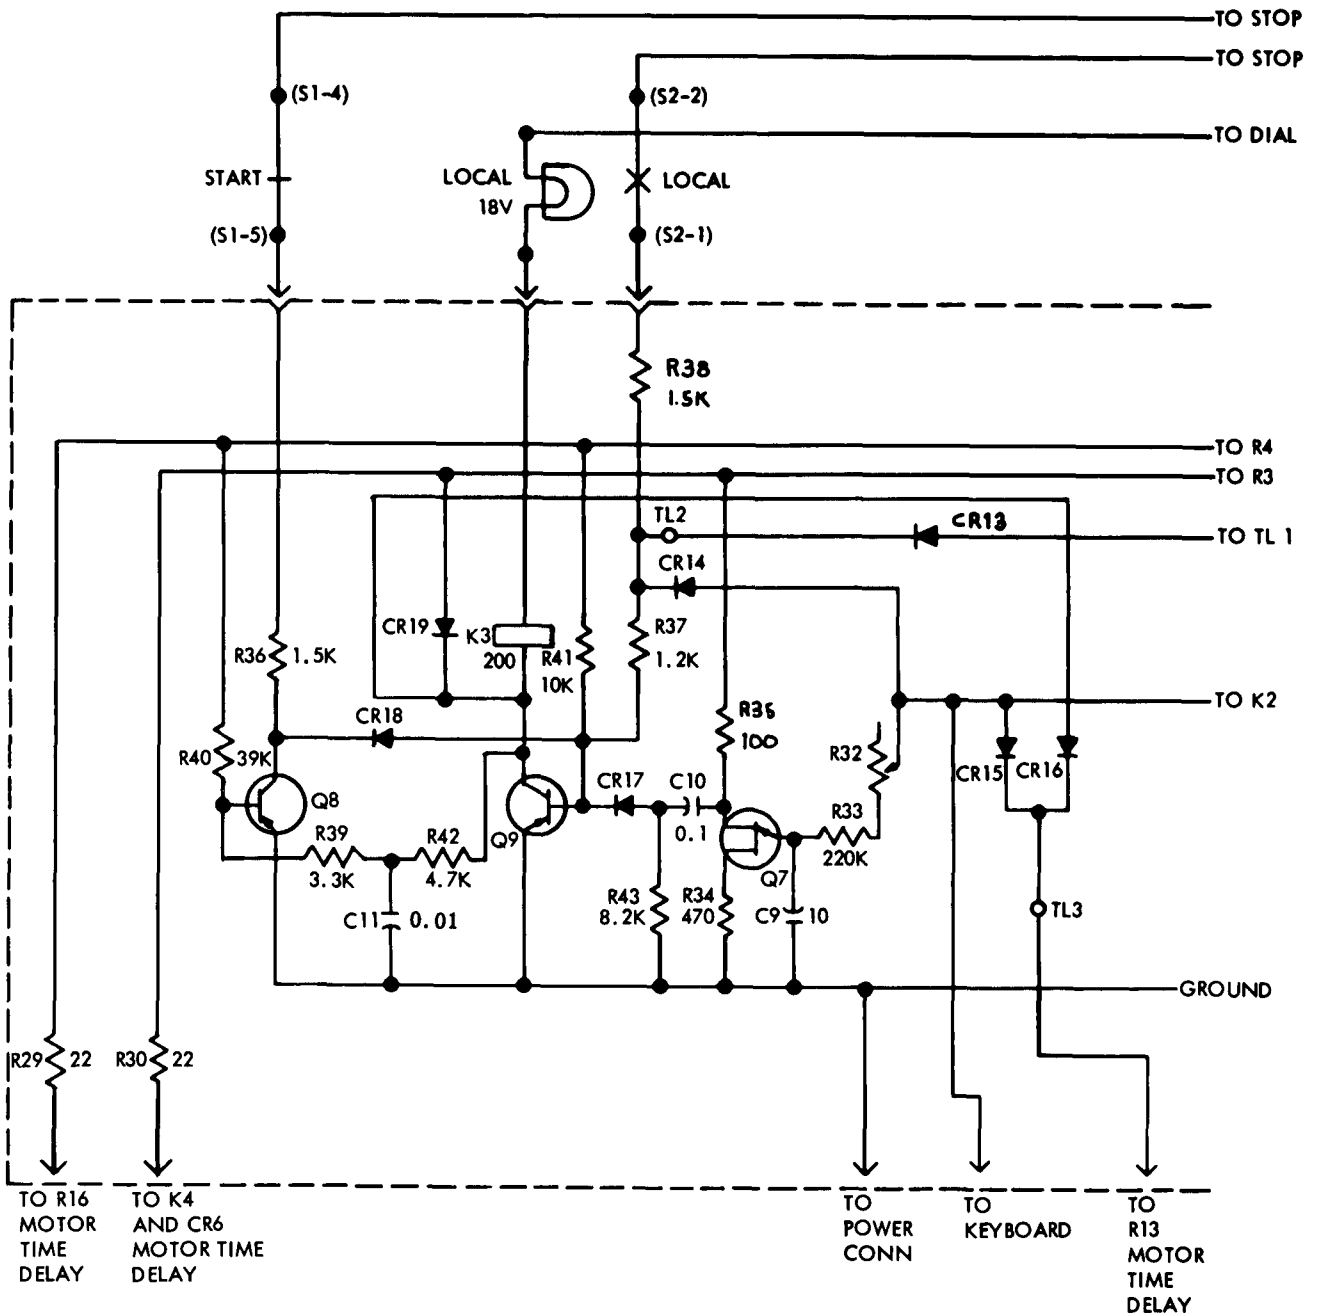 TO STOP
TO STOP
(S1-4)
(S2-2)
TO DIAL
START
LOCAL
18V
LOCAL
(S1-5)
(S2-1)
R38
1.5K
TO R4
TO R3
TL2
CR13
TO TL 1
CR14
CR19
K3
200
R41
10K
R37
1.2K
R36
1.5K
TO K2
CR18
R35
100
R40
39K
R32
CR15
CR16
CR17
C10
0.1
Q8
Q9
R33
220K
R39
3.3K
R42
4.7K
Q7
R43
8.2K
R34
470
C9
10
C11
0.01
TL3
GROUND
R29
22
R30
22
TO R16
MOTOR
TIME
DELAY
TO K4
AND CR6
MOTOR TIME
DELAY
TO
POWER
CONN
TO
KEYBOARD
TO
R13
MOTOR
TIME
DELAY